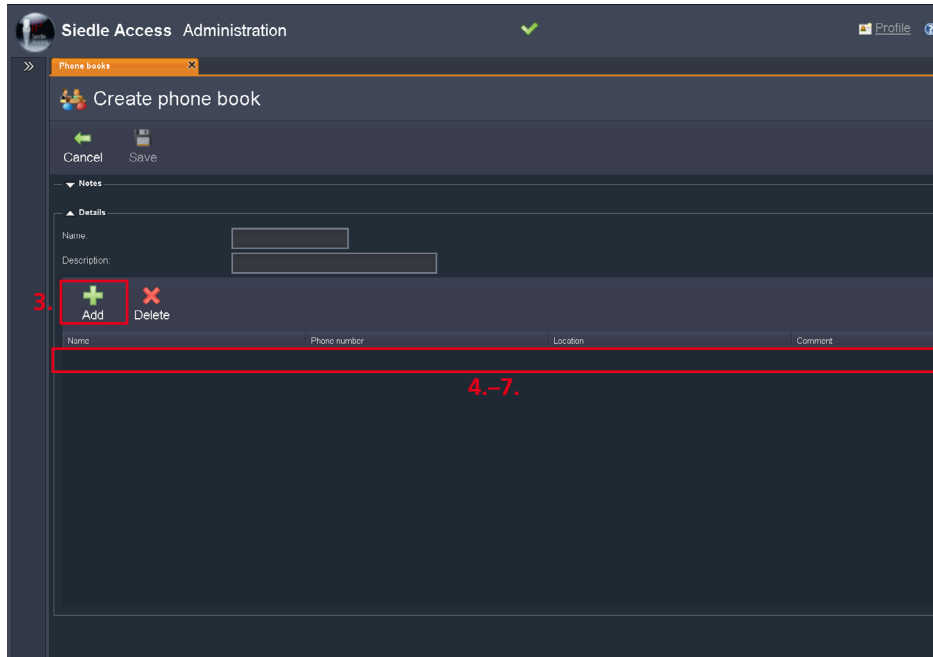 Siedle Access Administration
Profile
Phone books
Create phone book
Cancel Save
Notes
Details
Name:
Description:
3.
Add Delete
Name Phone number Location Comment
4.–7.